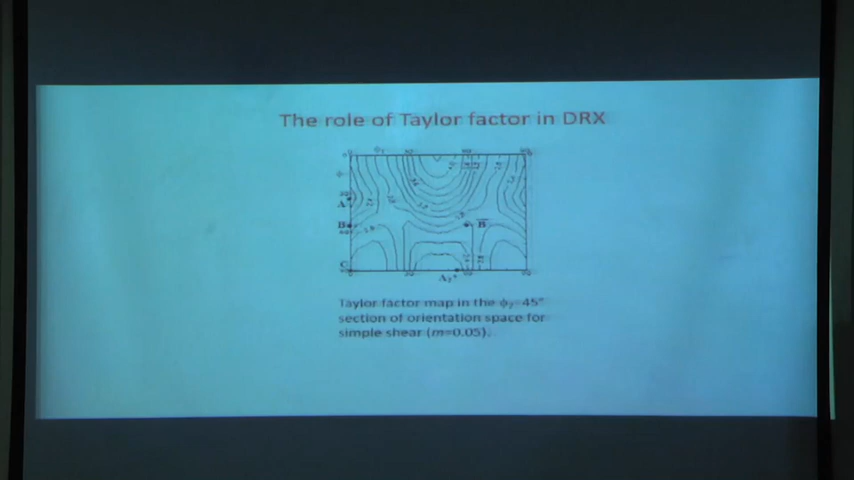 The role of Taylor factor in DRX
A
B
B
C
Taylor factor map in the ϕ₂=45°
section of orientation space for
simple shear (m=0.05).